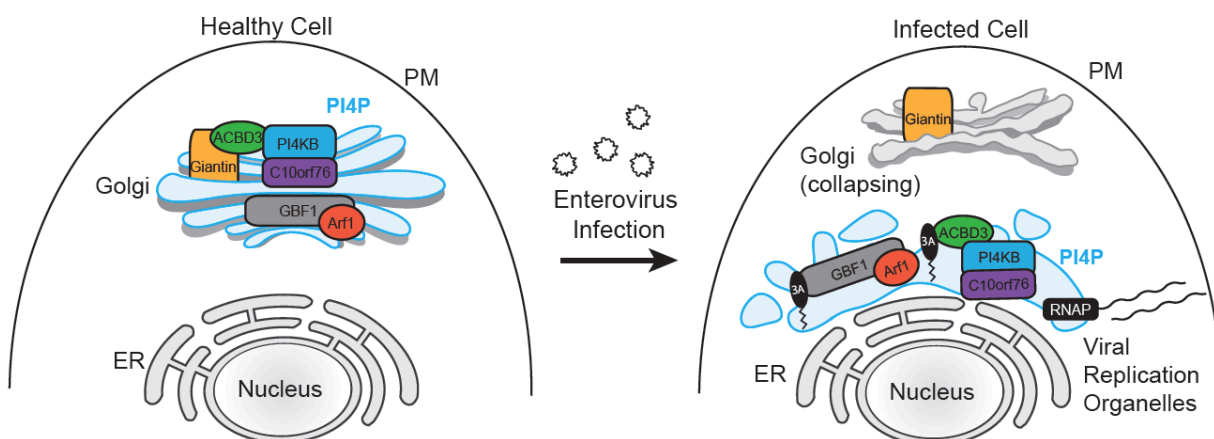 Healthy Cell
PM
PI4P
ACBD3
PI4KB
Giantin
C10orf76
Golgi
GBF1
Arf1
ER
Nucleus
Enterovirus
Infection
Infected Cell
PM
Giantin
Golgi
(collapsing)
3A
ACBD3
PI4P
PI4KB
GBF1
Arf1
3A
C10orf76
RNAP
ER
Nucleus
Viral
Replication
Organelles